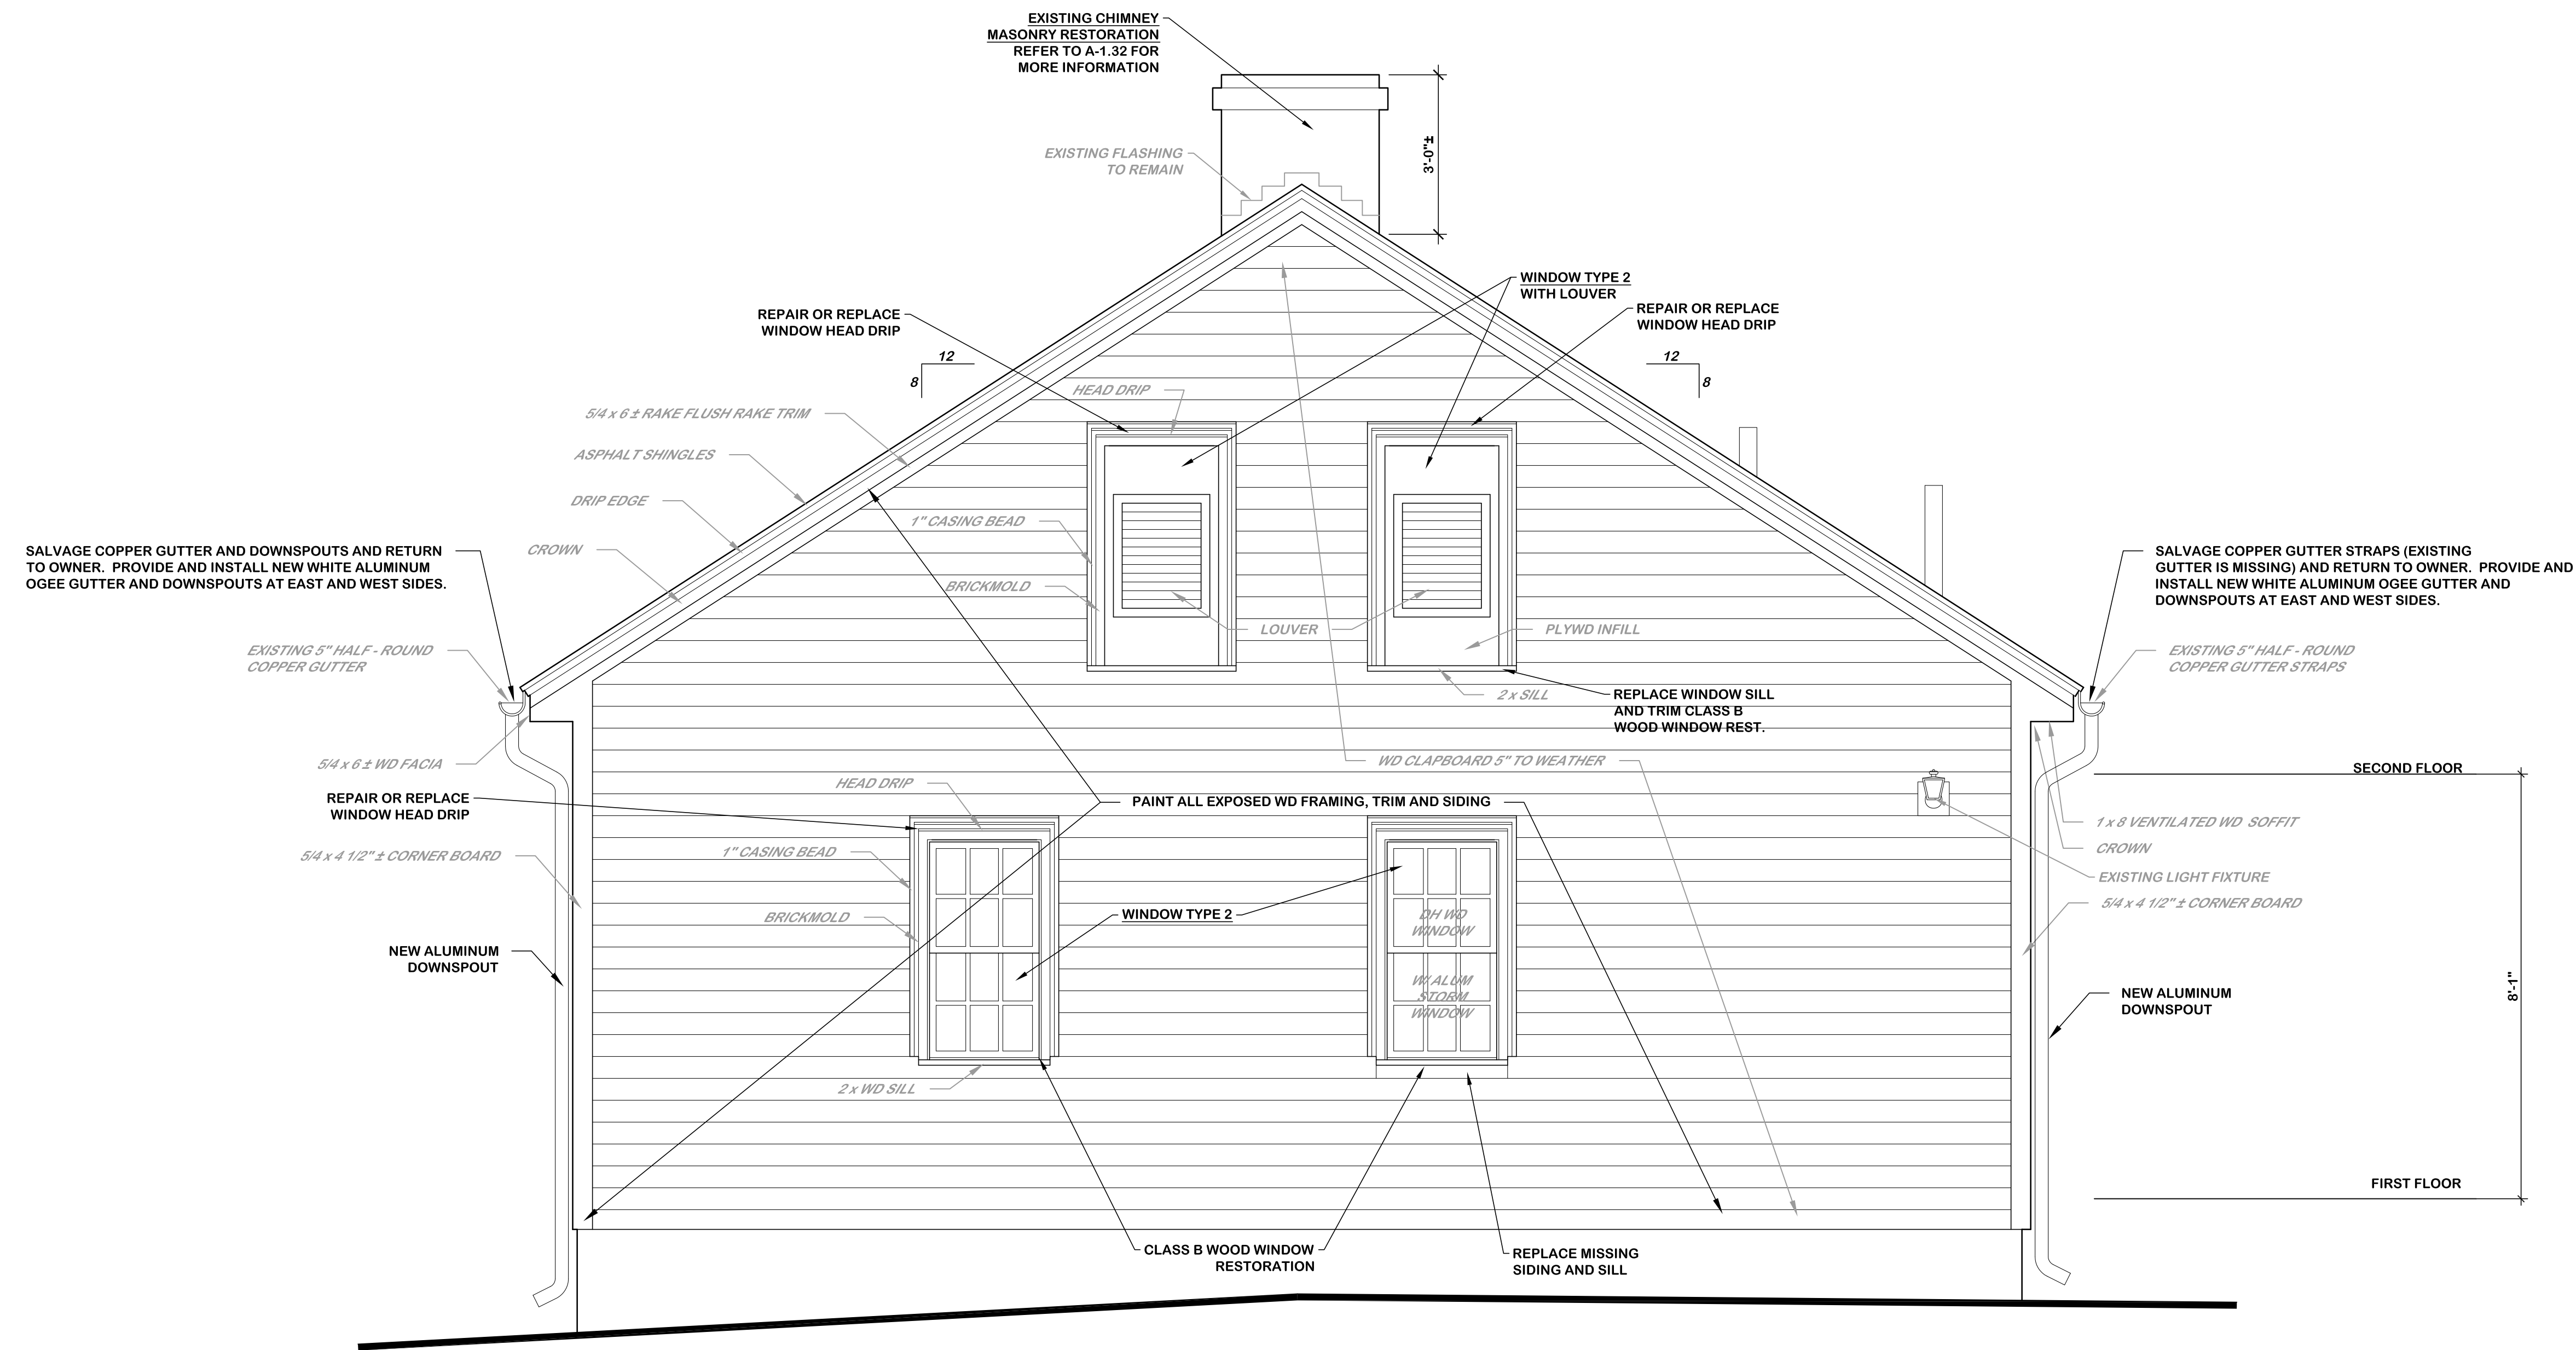 EXISTING CHIMNEY
MASONRY RESTORATION
REFER TO A-1.32 FOR
MORE INFORMATION
3'-0"±
EXISTING FLASHING
TO REMAIN
WINDOW TYPE 2
WITH LOUVER
REPAIR OR REPLACE
WINDOW HEAD DRIP
REPAIR OR REPLACE
WINDOW HEAD DRIP
12
8
12
8
HEAD DRIP
5/4 x 6 ± RAKE FLUSH RAKE TRIM
ASPHALT SHINGLES
DRIP EDGE
1" CASING BEAD
CROWN
BRICKMOLD
SALVAGE COPPER GUTTER AND DOWNSPOUTS AND RETURN
TO OWNER.  PROVIDE AND INSTALL NEW WHITE ALUMINUM
OGEE GUTTER AND DOWNSPOUTS AT EAST AND WEST SIDES.
SALVAGE COPPER GUTTER STRAPS (EXISTING
GUTTER IS MISSING) AND RETURN TO OWNER.  PROVIDE AND
INSTALL NEW WHITE ALUMINUM OGEE GUTTER AND
DOWNSPOUTS AT EAST AND WEST SIDES.
LOUVER
PLYWD INFILL
EXISTING 5" HALF - ROUND
COPPER GUTTER
EXISTING 5" HALF - ROUND
COPPER GUTTER STRAPS
2 x SILL
REPLACE WINDOW SILL
AND TRIM CLASS B
WOOD WINDOW REST.
5/4 x 6 ± WD FACIA
WD CLAPBOARD 5" TO WEATHER
SECOND FLOOR
HEAD DRIP
REPAIR OR REPLACE
WINDOW HEAD DRIP
PAINT ALL EXPOSED WD FRAMING, TRIM AND SIDING
1 x 8 VENTILATED WD  SOFFIT
CROWN
5/4 x 4 1/2" ± CORNER BOARD
1" CASING BEAD
EXISTING LIGHT FIXTURE
5/4 x 4 1/2" ± CORNER BOARD
BRICKMOLD
WINDOW TYPE 2
DH WD
WINDOW
W/ ALUM
STORM
WINDOW
NEW ALUMINUM
DOWNSPOUT
NEW ALUMINUM
DOWNSPOUT
8'-1"
2 x WD SILL
FIRST FLOOR
CLASS B WOOD WINDOW
RESTORATION
REPLACE MISSING
SIDING AND SILL